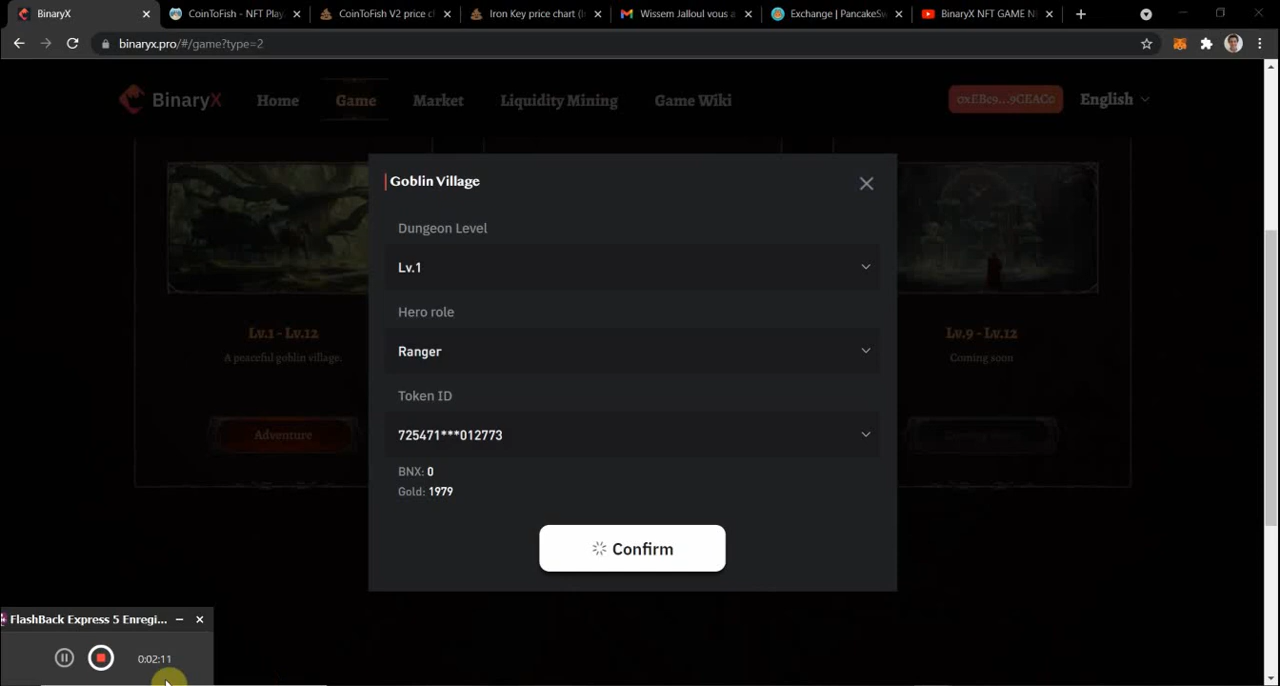 BinaryX
CoinToFish - NFT Play
CoinToFish V2 price c
Iron Key price chart (I
Wissem Jalloul vous a
Exchange | PancakeSw
BinaryX NFT GAME N
binaryx.pro/#/game?type=2
BinaryX
Home
Game
Market
Liquidity Mining
Game Wiki
English
Goblin Village
Dungeon Level
Lv.1
Hero role
Ranger
Token ID
725471***012773
BNX: 0
Gold: 1979
Confirm
Lv.1 - Lv.12
A peaceful goblin village.
Adventure
Lv.9 - Lv.12
Coming soon
FlashBack Express 5 Enregi...
0:02:11